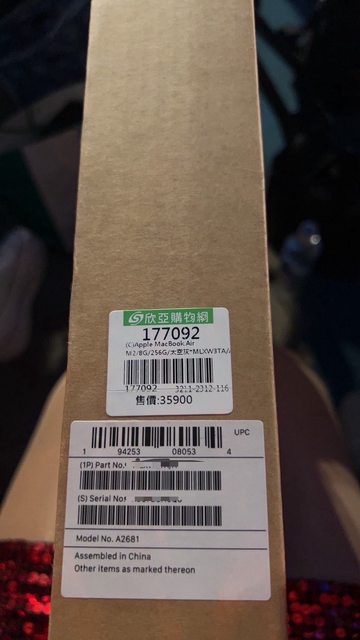 欣亞購物網
177092
(C)Apple MacBook Air
M2/8G/256G/太空灰*MLXW3TA/A
177092 3211-2312-116
售價:35900
UPC
1 94253 08053 4
(1P) Part No.
(S) Serial No.
Model No. A2681
Assembled in China
Other items as marked thereon